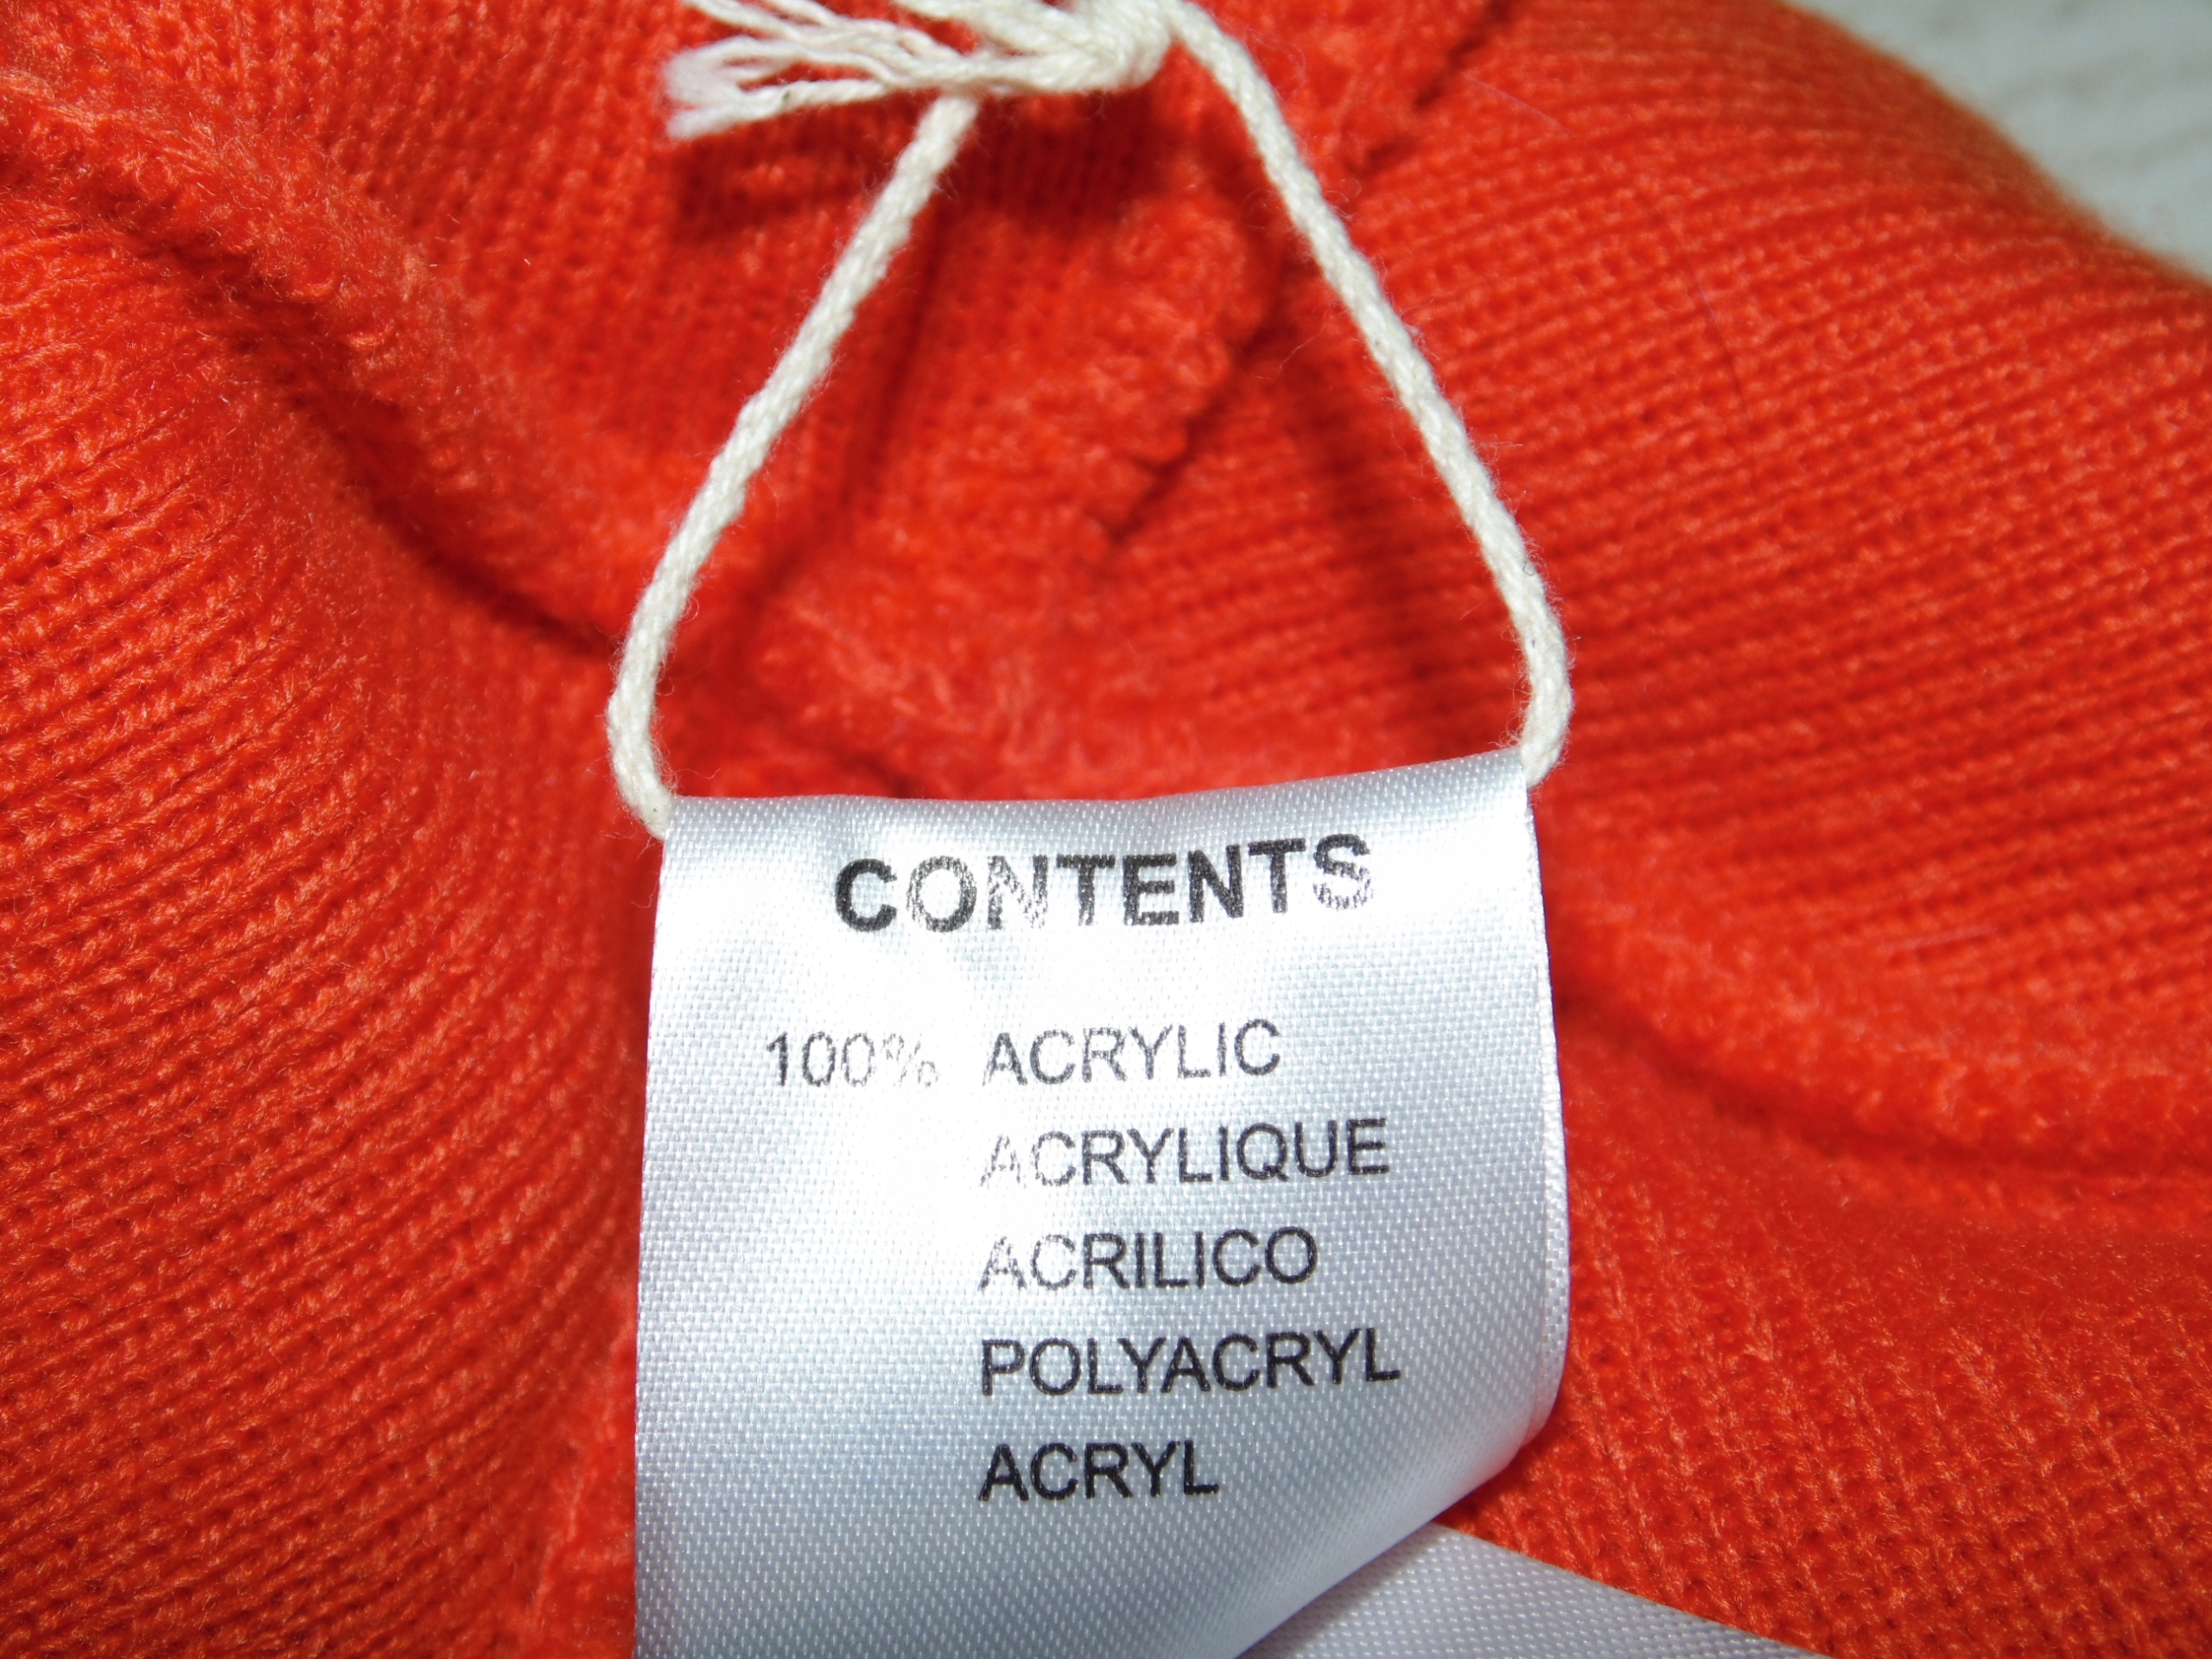 CONTENTS
100% ACRYLIC
ACRYLIQUE
ACRILICO
POLYACRYL
ACRYL